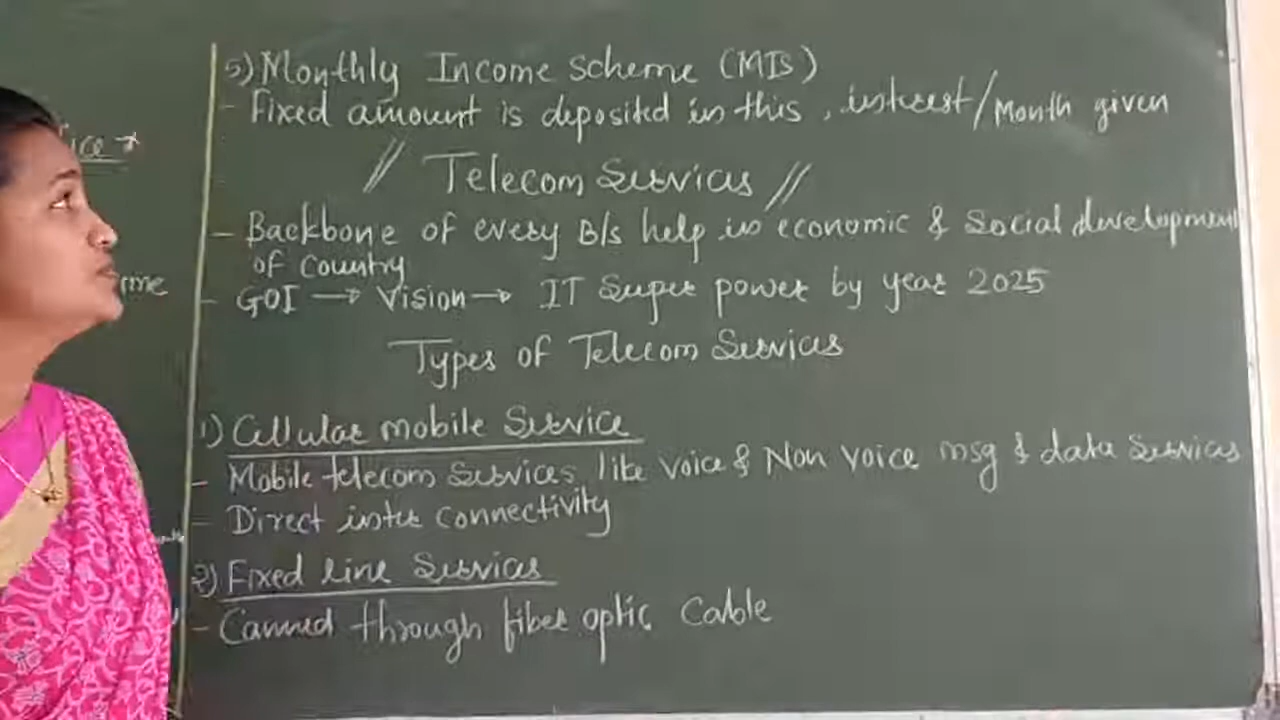 ice *
eme
5) Monthly Income Scheme (MIS)
- Fixed amount is deposited in this, interest/Month given
// Telecom Services //
- Backbone of every B/s help in economic & Social development
of Country
- GOI → Vision → IT Super power by year 2025
Types of Telecom Services
1) Cellular mobile Service
- Mobile telecom Services like Voice & Non Voice msg & data Services
- Direct inter connectivity
2) Fixed line Services
- Carried through fiber optic Cable